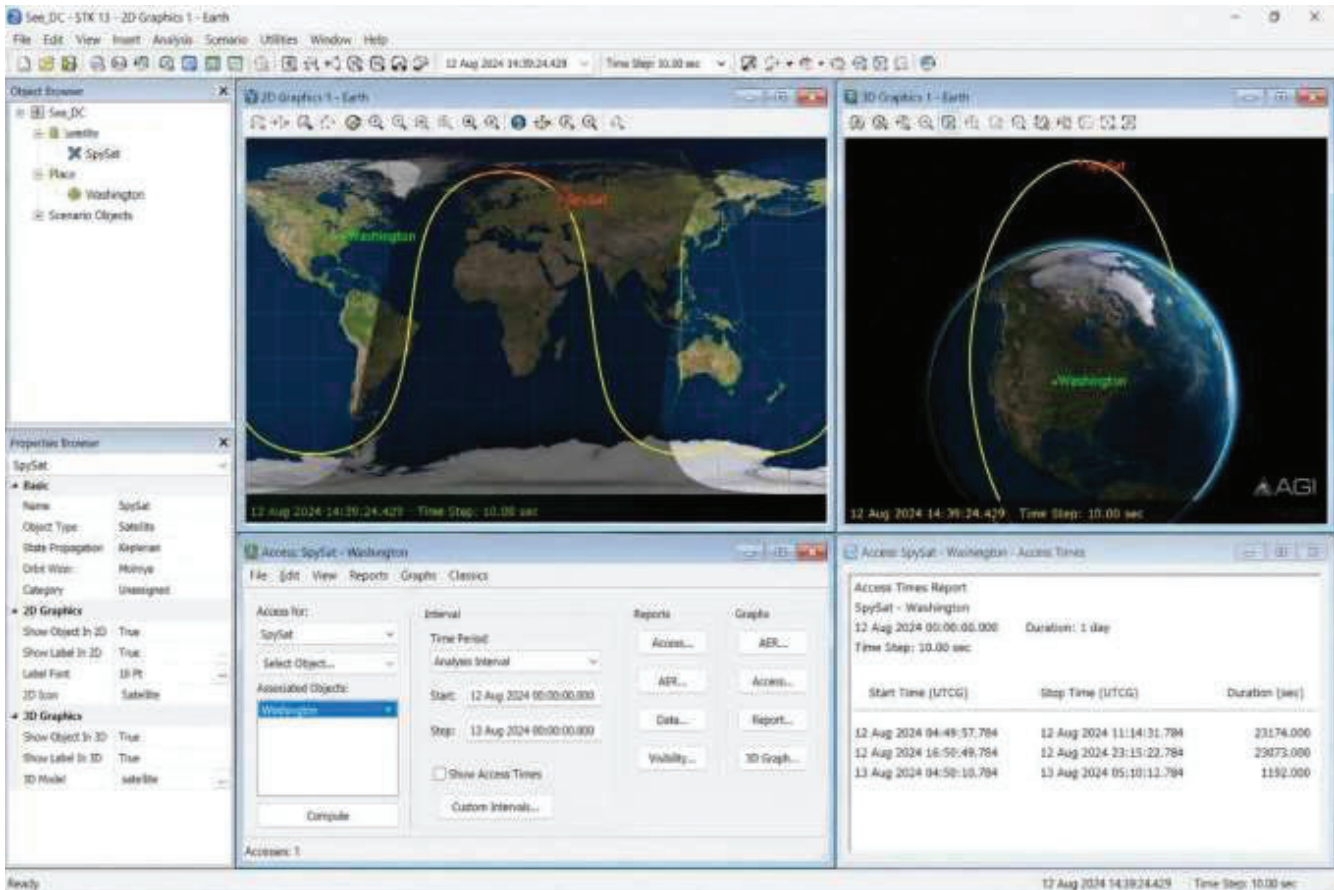 See_DC - STK 13 - 2D Graphics 1 - Earth
File Edit View Insert Analysis Scenario Utilities Window Help
12 Aug 2024 14:39:24.429 Time Step: 10.00 sec
Object Browser
See_DC
Satellite
SpySat
Place
Washington
Scenario Objects
2D Graphics 1 - Earth
Washington
SpySat
12 Aug 2024 14:39:24.429 Time Step: 10.00 sec
3D Graphics 1 - Earth
SpySat
Washington
AGI
12 Aug 2024 14:39:24.429 Time Step: 10.00 sec
Properties Browser
SpySat
Basic
Name SpySat
Object Type Satellite
State Propagation Keplerian
Orbit Wizn:
Category Unassigned
2D Graphics
Show Object In 2D True
Show Label In 2D True
Label Font Pt
2D Icon Satellite
3D Graphics
Show Object In 3D True
Show Label In 3D True
3D Model satellite
Access: SpySat - Washington
File Edit View Reports Graphs Classics
Access for:
SpySat
Select Object...
Associated Objects:
Washington
Compute
Interval
Time Period:
Analysis Interval
Start: 12 Aug 2024 00:00:00.000
Stop: 13 Aug 2024 00:00:00.000
Show Access Times
Custom Intervals...
Reports
Access...
AER...
Data...
Visibility...
Graphs
AER...
Access...
Report...
3D Graph...
Accesses: 1
Access: SpySat - Washington - Access Times
Access Times Report
SpySat - Washington
12 Aug 2024 00:00:00.000 Duration: 1 day
Time Step: 10.00 sec
Start Time (UTCG) Stop Time (UTCG) Duration (sec)
12 Aug 2024 04:49:57.784 12 Aug 2024 11:14:31.784 23174.000
12 Aug 2024 16:50:49.784 12 Aug 2024 23:15:22.784 23073.000
13 Aug 2024 04:50:10.784 13 Aug 2024 05:10:12.784 1192.000
Ready
12 Aug 2024 14:39:24.429 Time Step: 10.00 sec